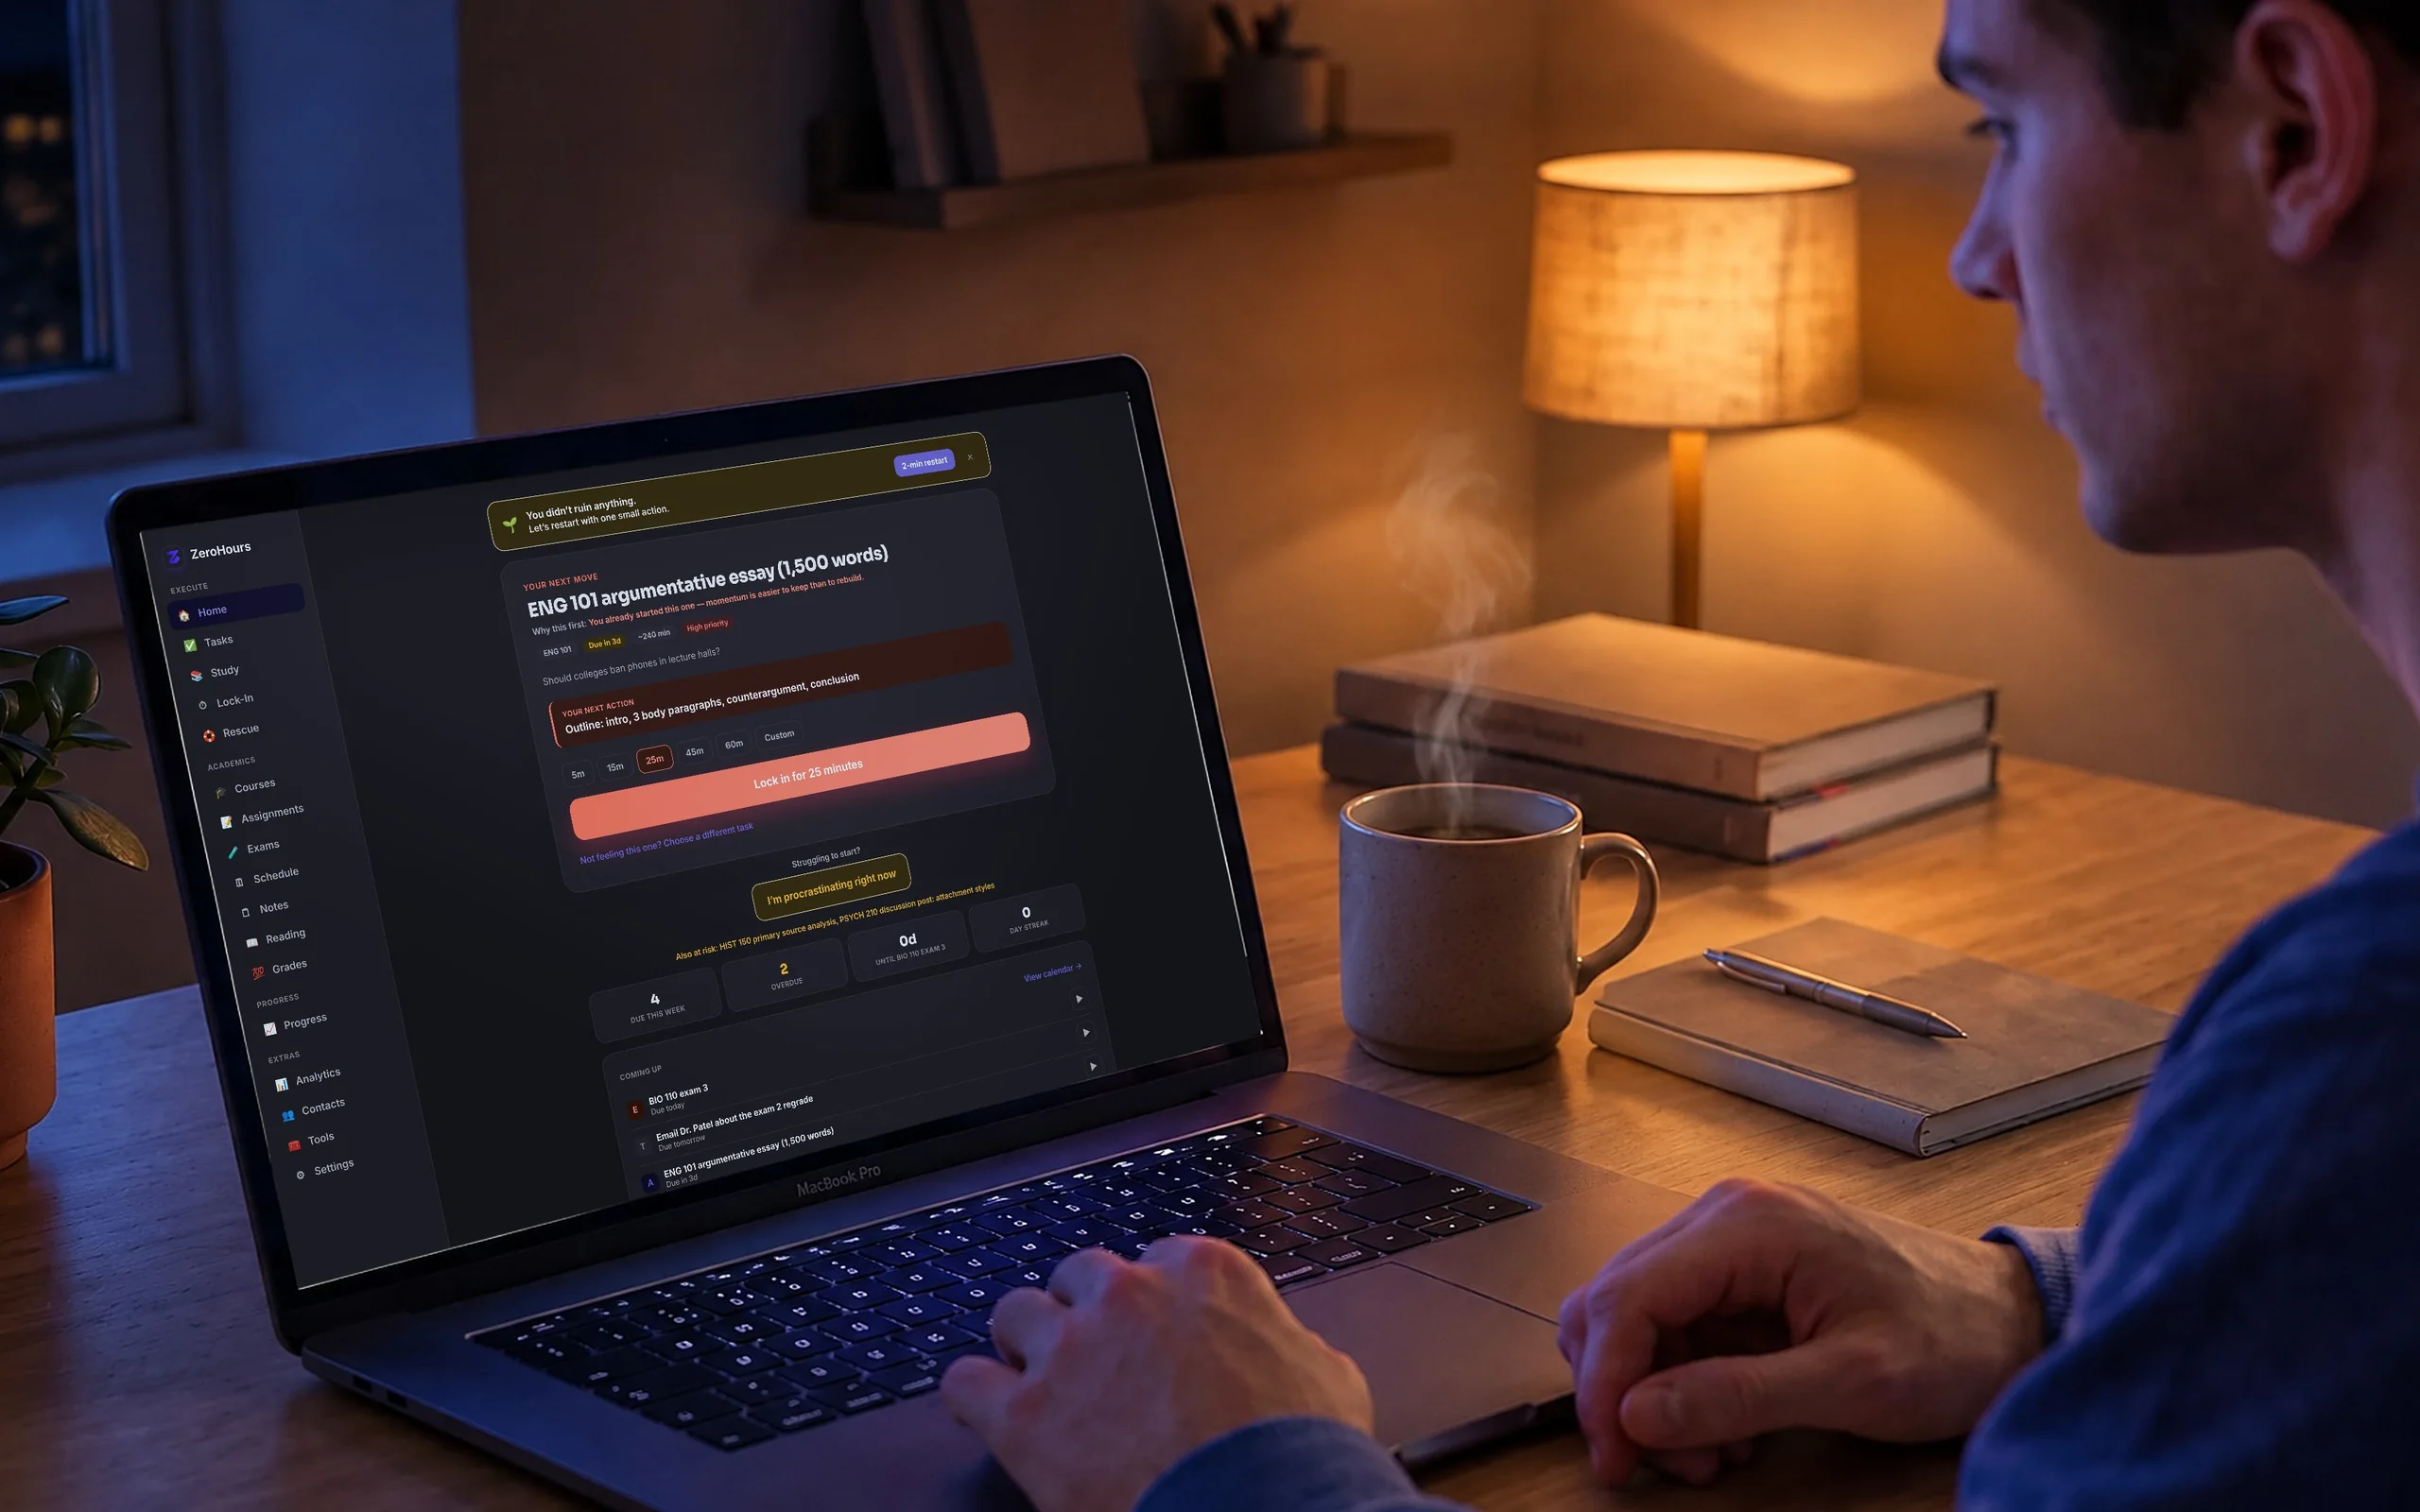 ZeroHours
EXECUTE
Home
Tasks
Study
Lock-In
Rescue
ACADEMICS
Courses
Assignments
Exams
Schedule
Notes
Reading
Grades
PROGRESS
Progress
EXTRAS
Analytics
Contacts
Tools
Settings
You didn't ruin anything.
Let's restart with one small action.
2-min restart
×
YOUR NEXT MOVE
ENG 101 argumentative essay (1,500 words)
Why this first: You already started this one — momentum is easier to keep than to rebuild.
ENG 101 Due in 3d ~240 min High priority
Should colleges ban phones in lecture halls?
YOUR NEXT ACTION
Outline: intro, 3 body paragraphs, counterargument, conclusion
5m 15m 25m 45m 60m Custom
Lock in for 25 minutes
Not feeling this one? Choose a different task
Struggling to start?
I'm procrastinating right now
Also at risk: HIST 150 primary source analysis, PSYCH 210 discussion post: attachment styles
4
DUE THIS WEEK
2
OVERDUE
0d
UNTIL BIO 110 EXAM 3
0
DAY STREAK
COMING UP
View calendar →
E
BIO 110 exam 3
Due today
T
Email Dr. Patel about the exam 2 regrade
Due tomorrow
A
ENG 101 argumentative essay (1,500 words)
Due in 3d
MacBook Pro